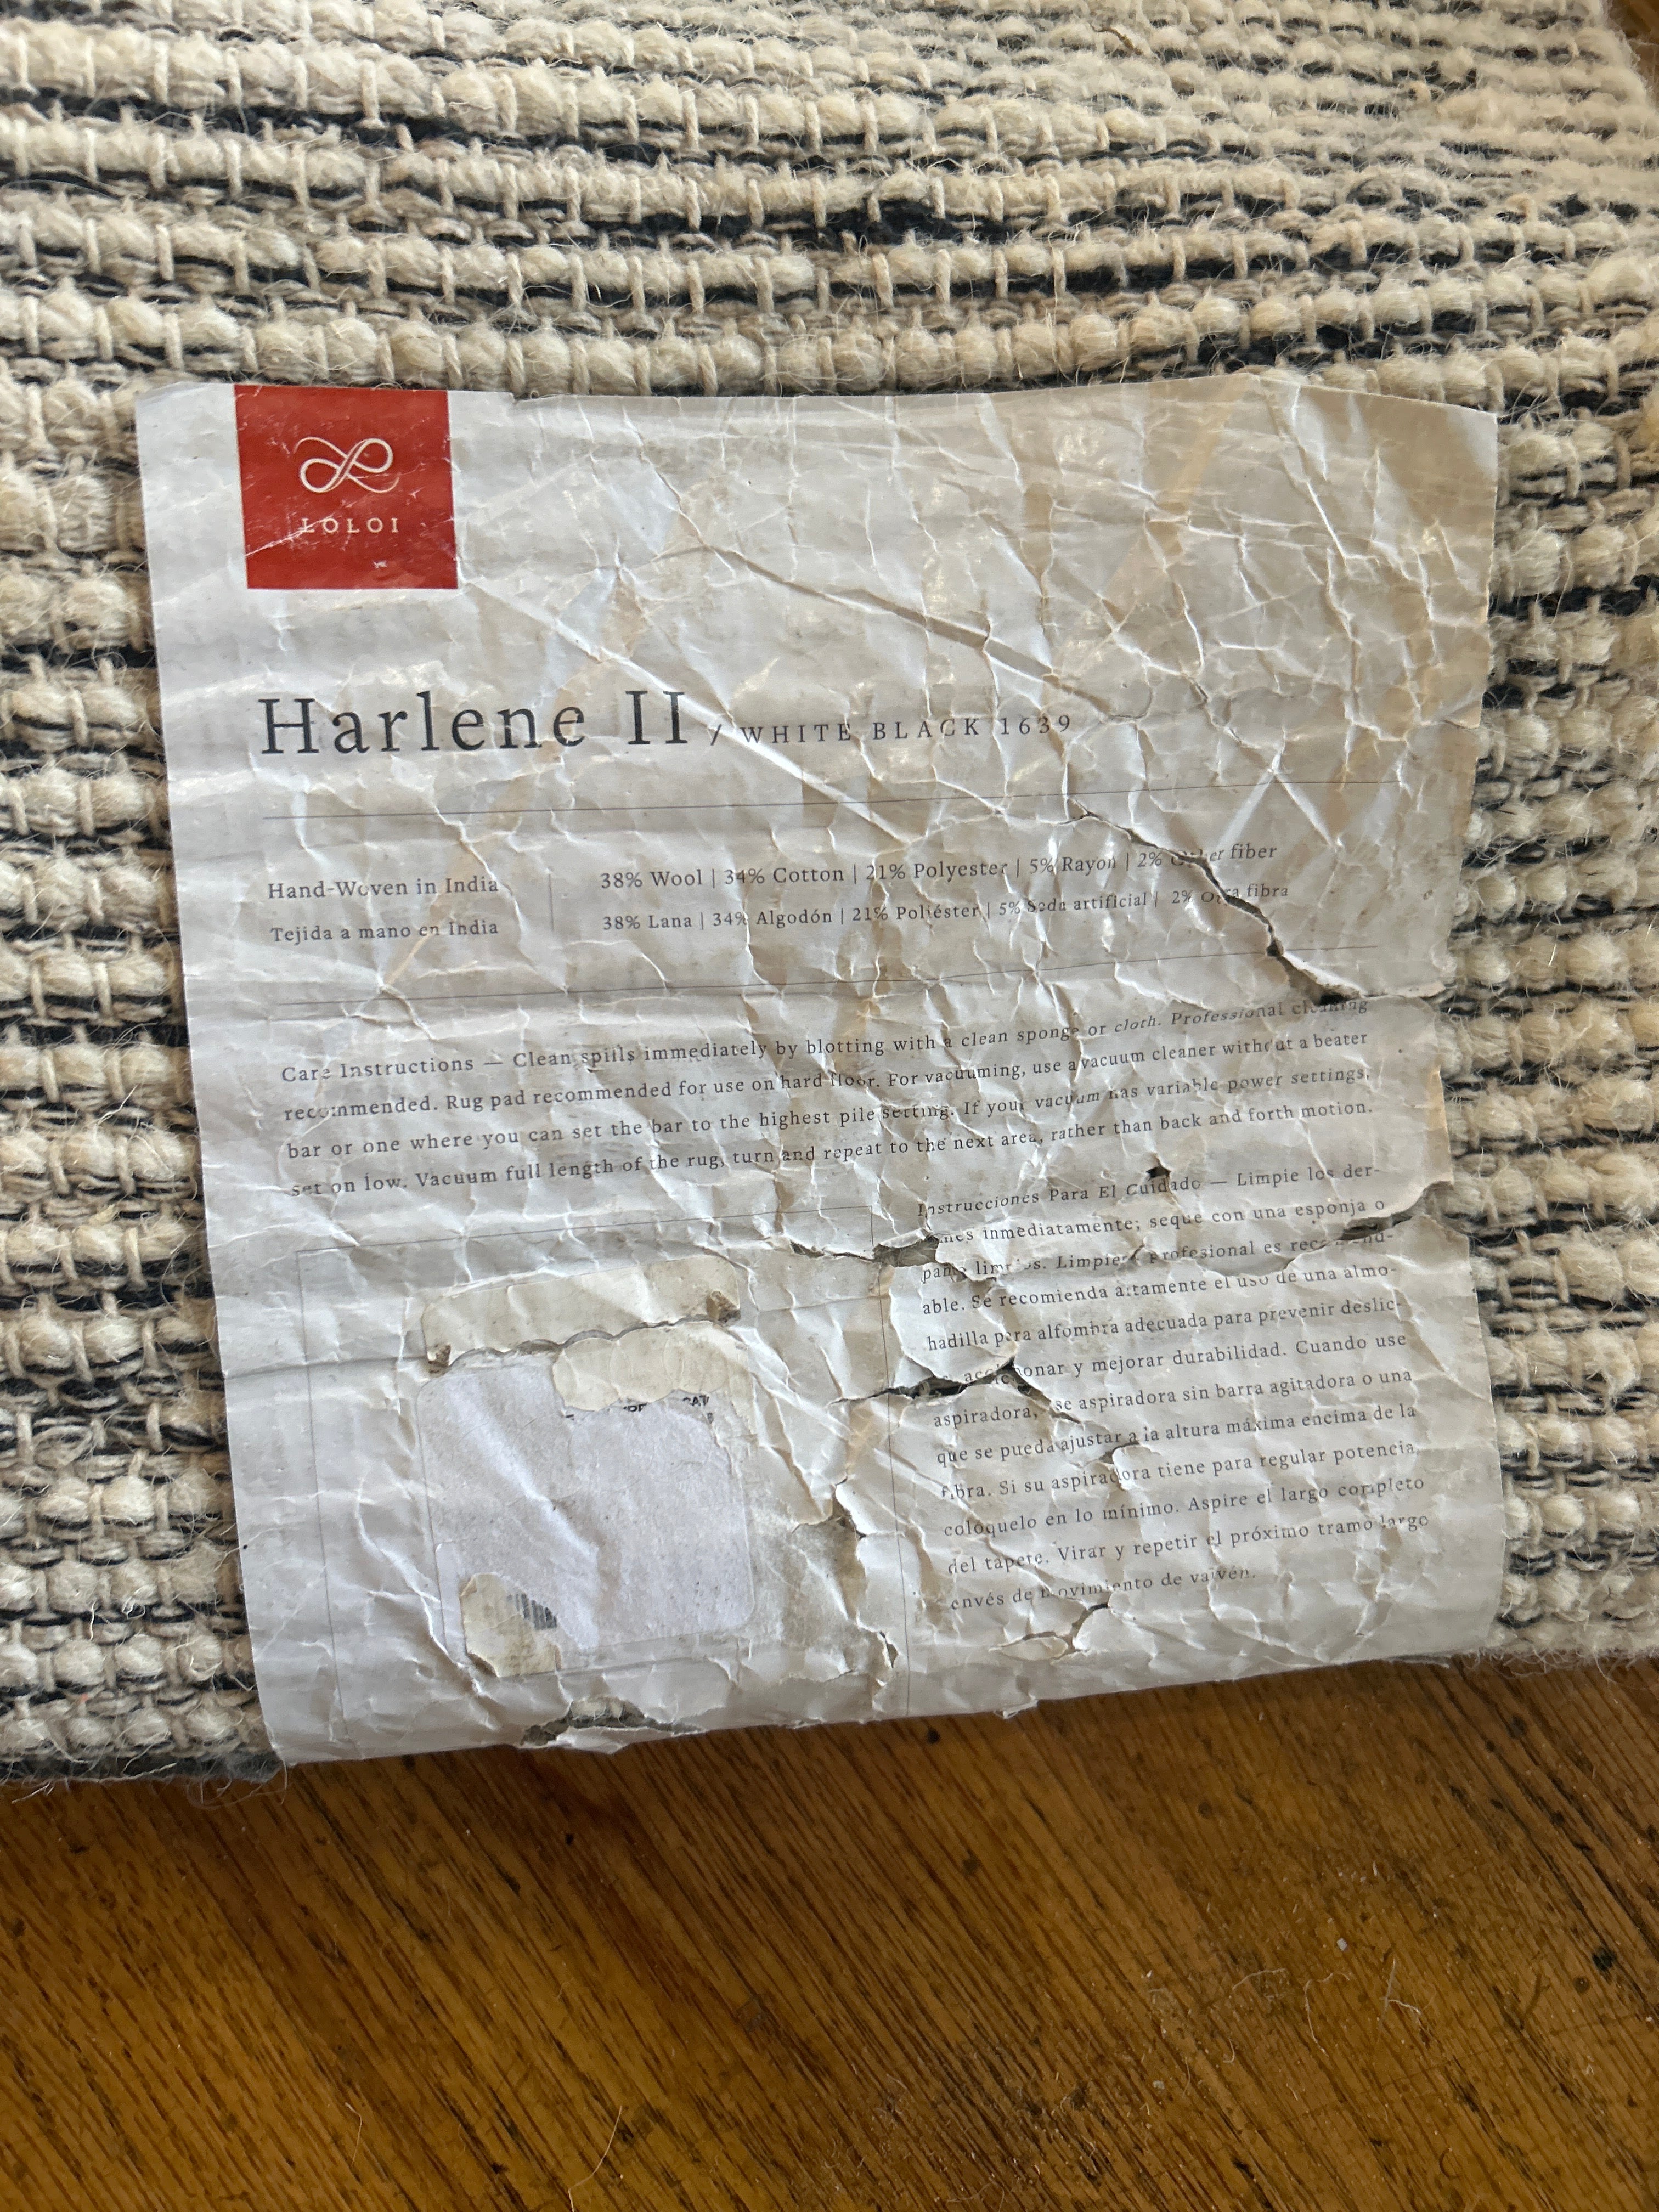 LOLOI
Harlene II / WHITE BLACK 1639
Hand-Woven in India
Tejida a mano en India
38% Wool | 34% Cotton | 21% Polyester | 5% Rayon | 2% Other fiber
38% Lana | 34% Algodón | 21% Poliéster | 5% Seda artificial | 2% Otra fibra
Care Instructions — Clean spills immediately by blotting with a clean sponge or cloth. Professional cleaning
recommended. Rug pad recommended for use on hard floor. For vacuuming, use a vacuum cleaner without a beater
bar or one where you can set the bar to the highest pile setting. If your vacuum has variable power settings,
set on low. Vacuum full length of the rug, turn and repeat to the next area, rather than back and forth motion.
Instrucciones Para El Cuidado — Limpie los der-
inmediatamente; seque con una esponja o
Limpieza profesional es recomend-
able. Se recomienda altamente el uso de una almo-
hadilla para alfombra adecuada para prevenir desliz-
y mejorar durabilidad. Cuando use
aspiradora, use aspiradora sin barra agitadora o una
que se pueda ajustar a la altura máxima encima de la
fibra. Si su aspiradora tiene para regular potencia,
colóquelo en lo mínimo. Aspire el largo completo
del tapete. Virar y repetir el próximo tramo largo
envés de movimiento de vaivén.